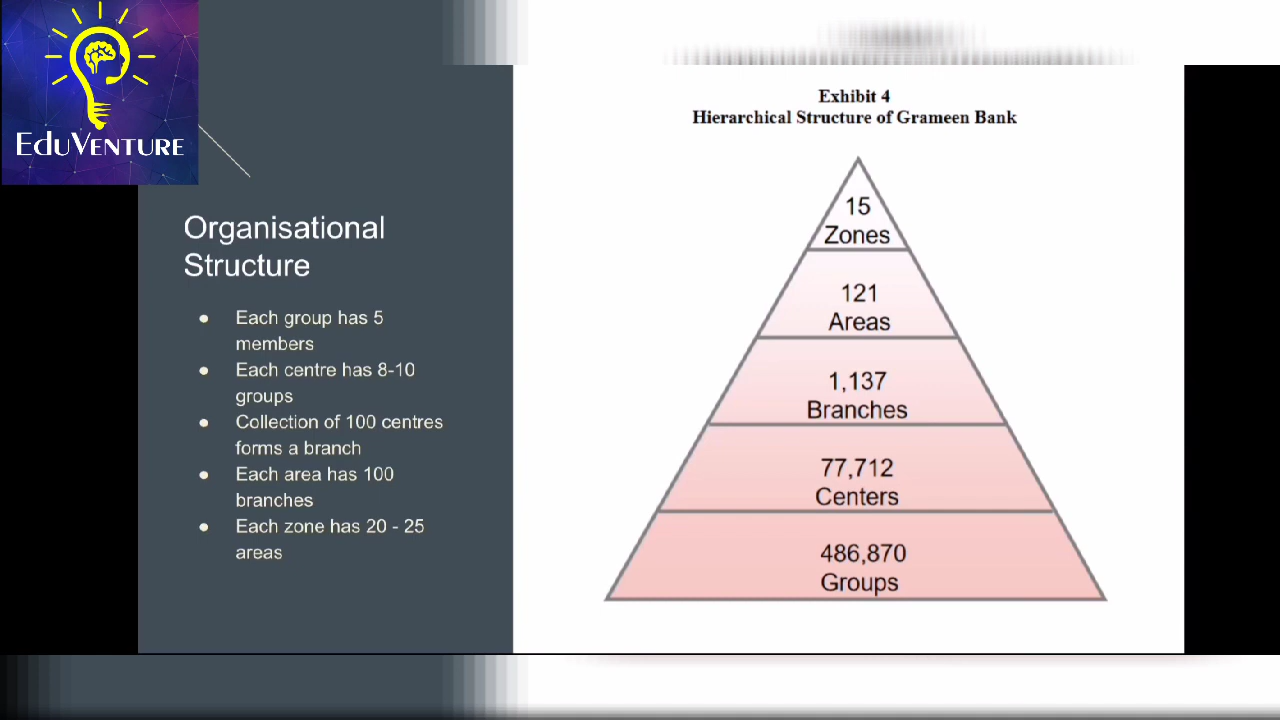 EDUVENTURE
Organisational
Structure
● Each group has 5
members
● Each centre has 8-10
groups
● Collection of 100 centres
forms a branch
● Each area has 100
branches
● Each zone has 20 - 25
areas
Exhibit 4
Hierarchical Structure of Grameen Bank
15
Zones
121
Areas
1,137
Branches
77,712
Centers
486,870
Groups